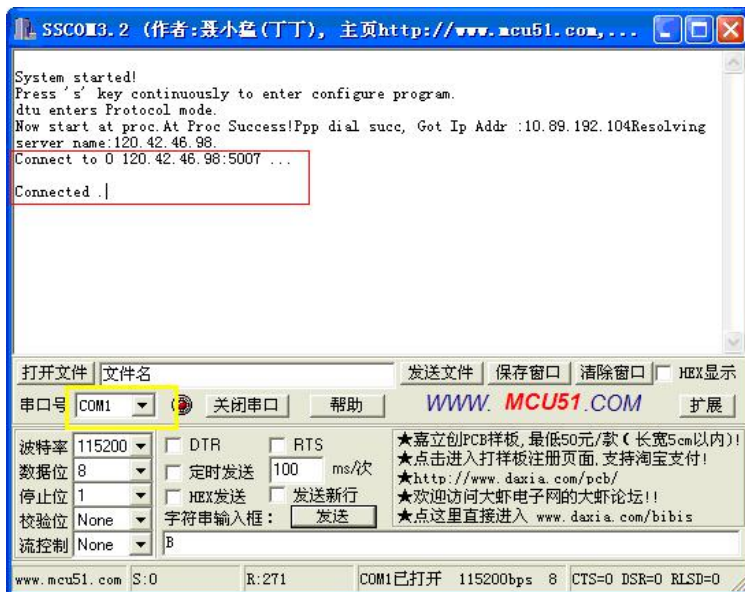 SSCOM3.2 (作者:聂小猛(丁丁), 主页http://www.mcu51.com,...
System started!
Press 's' key continuously to enter configure program.
dtu enters Protocol mode.
Now start at proc.At Proc Success!Ppp dial succ, Got Ip Addr :10.89.192.104Resolving
server name:120.42.46.98.
Connect to 0 120.42.46.98:5007 ...
Connected .
打开文件 文件名 发送文件 保存窗口 清除窗口 HEX显示
串口号 COM1 关闭串口 帮助 WWW. MCU51.COM 扩展
波特率 115200 DTR RTS
数据位 8 定时发送 100 ms/次
停止位 1 HEX发送 发送新行
校验位 None 字符串输入框: 发送
流控制 None B
★嘉立创PCB样板,最低50元/款(长宽5cm以内)!
★点击进入打样板注册页面.支持淘宝支付!
★http://www.daxia.com/pcb/
★欢迎访问大虾电子网的大虾论坛!!
★点这里直接进入 www.daxia.com/bibis
www.mcu51.com S:0 R:271 COM1已打开 115200bps 8 CTS=0 DSR=0 RLSD=0